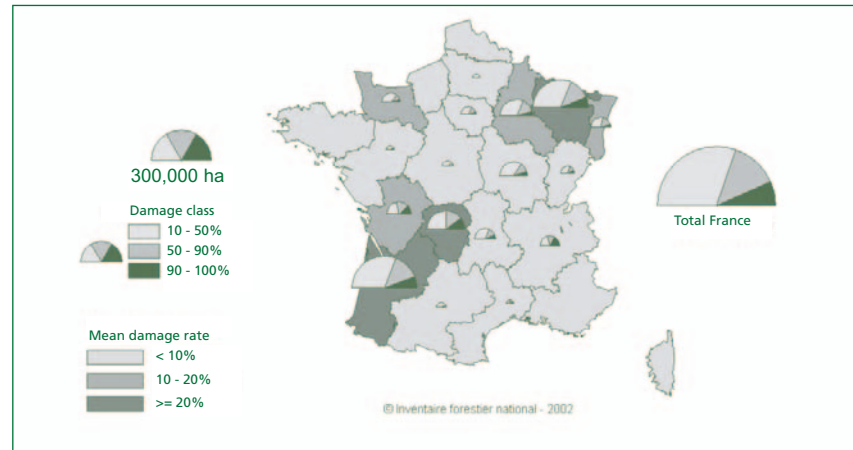 300,000 ha
Damage class
10 - 50%
50 - 90%
90 - 100%
Mean damage rate
< 10%
10 - 20%
>= 20%
Total France
© Inventaire forestier national - 2002